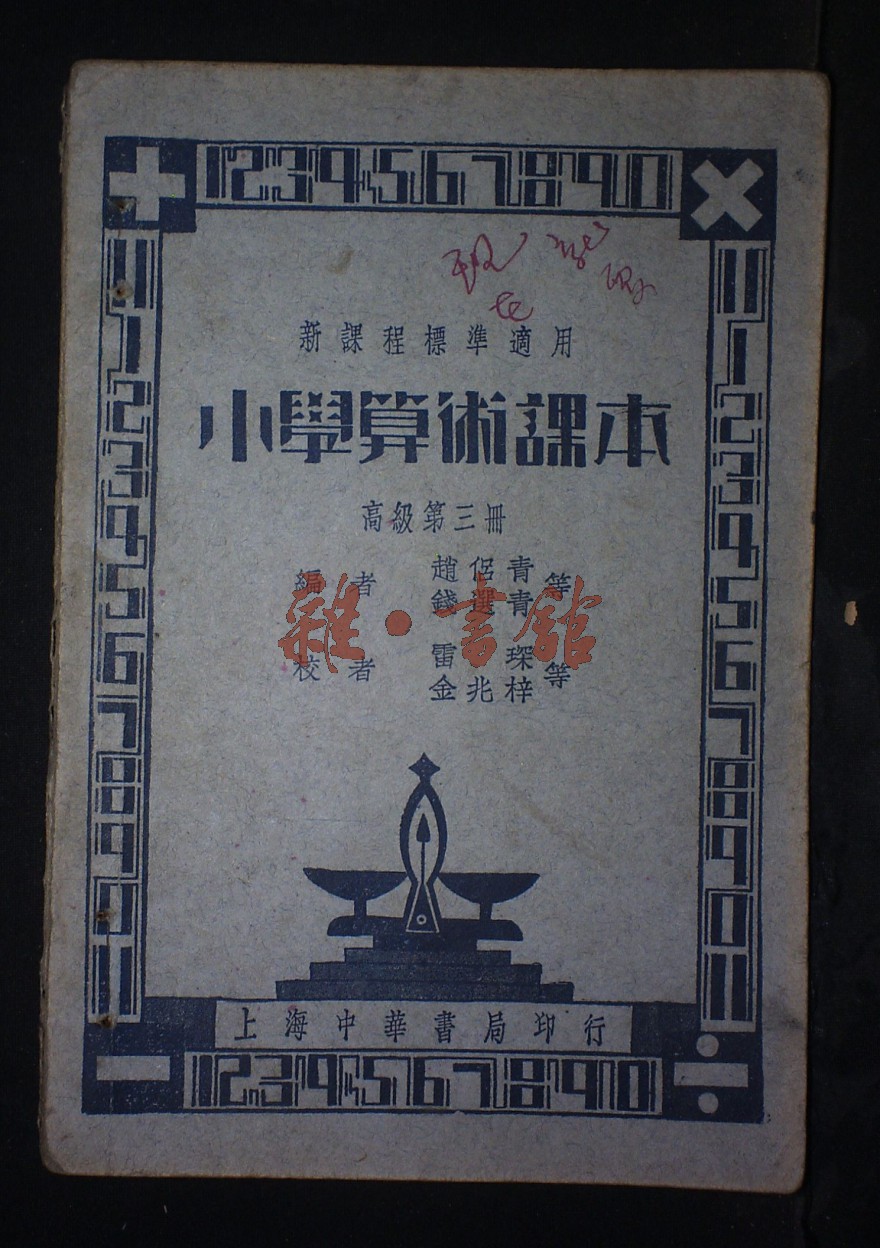 1234567890
新課程標準適用
小學算術課本
高級第三冊
編者 趙侶青 錢選青 等
校者 雷琛 金兆梓 等
雜·書館
上海中華書局印行
1234567890
1234567890
1234567890